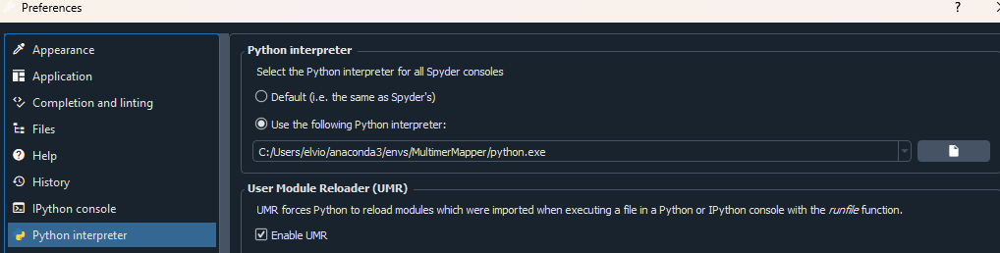 Preferences
?
Appearance
Application
Completion and linting
Files
Help
History
IPython console
Python interpreter
Python interpreter
Select the Python interpreter for all Spyder consoles
Default (i.e. the same as Spyder's)
Use the following Python interpreter:
C:/Users/elvio/anaconda3/envs/MultimerMapper/python.exe
User Module Reloader (UMR)
UMR forces Python to reload modules which were imported when executing a file in a Python or IPython console with the runfile function.
Enable UMR